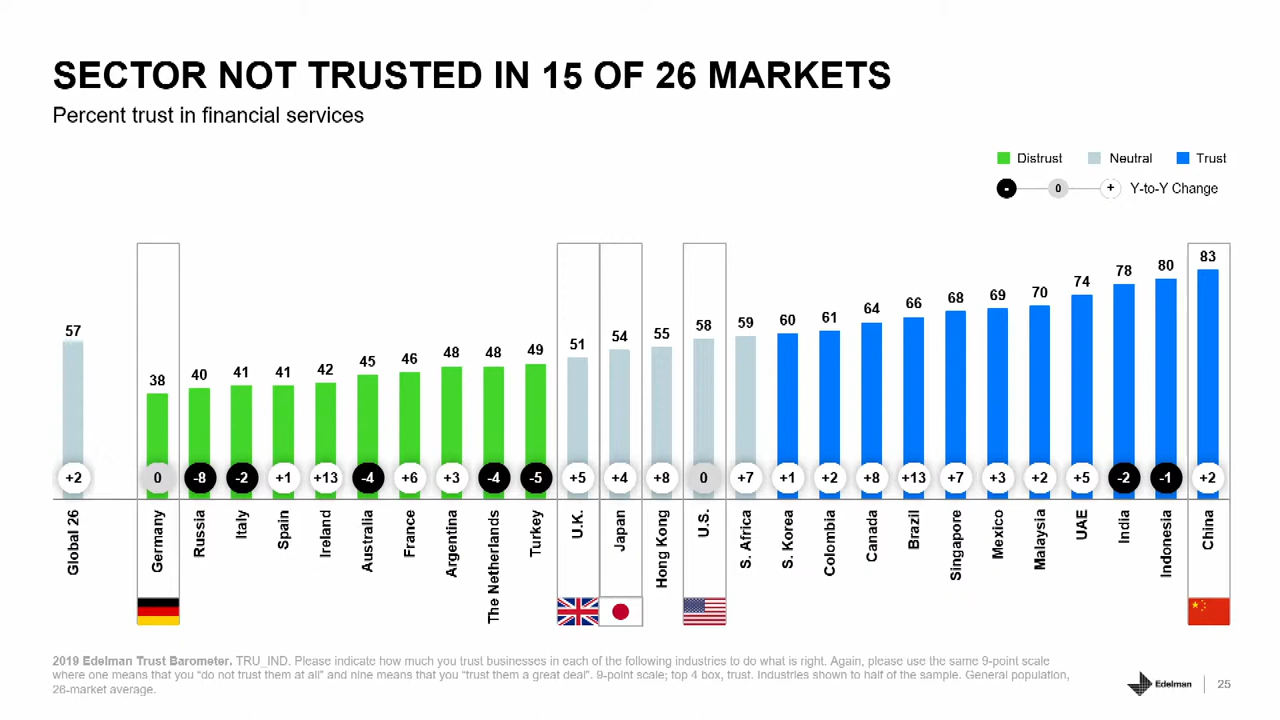 SECTOR NOT TRUSTED IN 15 OF 26 MARKETS
Percent trust in financial services
Distrust Neutral Trust
- 0 + Y-to-Y Change
57 38 40 41 41 42 45 46 48 48 49 51 54 55 58 59 60 61 64 66 68 69 70 74 78 80 83
+2 0 -8 -2 +1 +13 -4 +6 +3 -4 -5 +5 +4 +8 0 +7 +1 +2 +8 +13 +7 +3 +2 +5 -2 -1 +2
Global 26
Germany
Russia
Italy
Spain
Ireland
Australia
France
Argentina
The Netherlands
Turkey
U.K.
Japan
Hong Kong
U.S.
S. Africa
S. Korea
Colombia
Canada
Brazil
Singapore
Mexico
Malaysia
UAE
India
Indonesia
China
2019 Edelman Trust Barometer. TRU_IND. Please indicate how much you trust businesses in each of the following industries to do what is right. Again, please use the same 9-point scale
where one means that you “do not trust them at all” and nine means that you “trust them a great deal”. 9-point scale; top 4 box, trust. Industries shown to half of the sample. General population,
26-market average.
Edelman
25